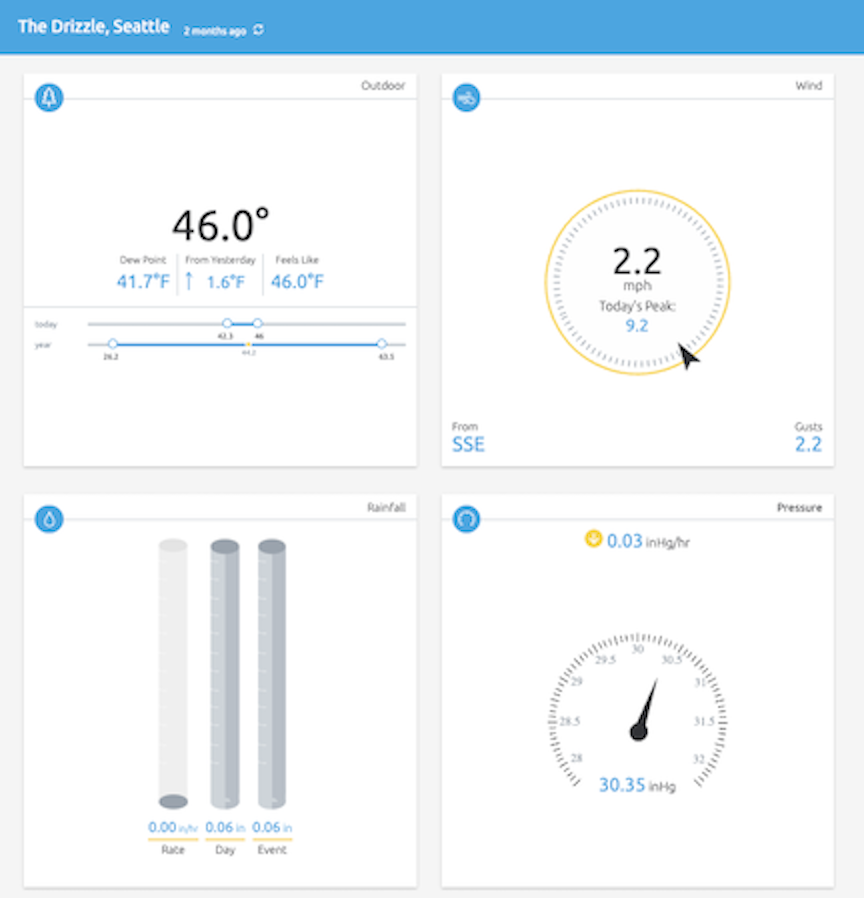 The Drizzle, Seattle 2 months ago
Outdoor
46.0°
Dew Point From Yesterday Feels Like
41.7°F ↑ 1.6°F 46.0°F
today
42.3 46
year
26.2 44.2 63.5
Wind
2.2
mph
Today's Peak:
9.2
From Gusts
SSE 2.2
Rainfall
0.00 in/hr 0.06 in 0.06 in
Rate Day Event
Pressure
0.03 inHg/hr
28 28.5 29 29.5 30 30.5 31 31.5 32
30.35 inHg